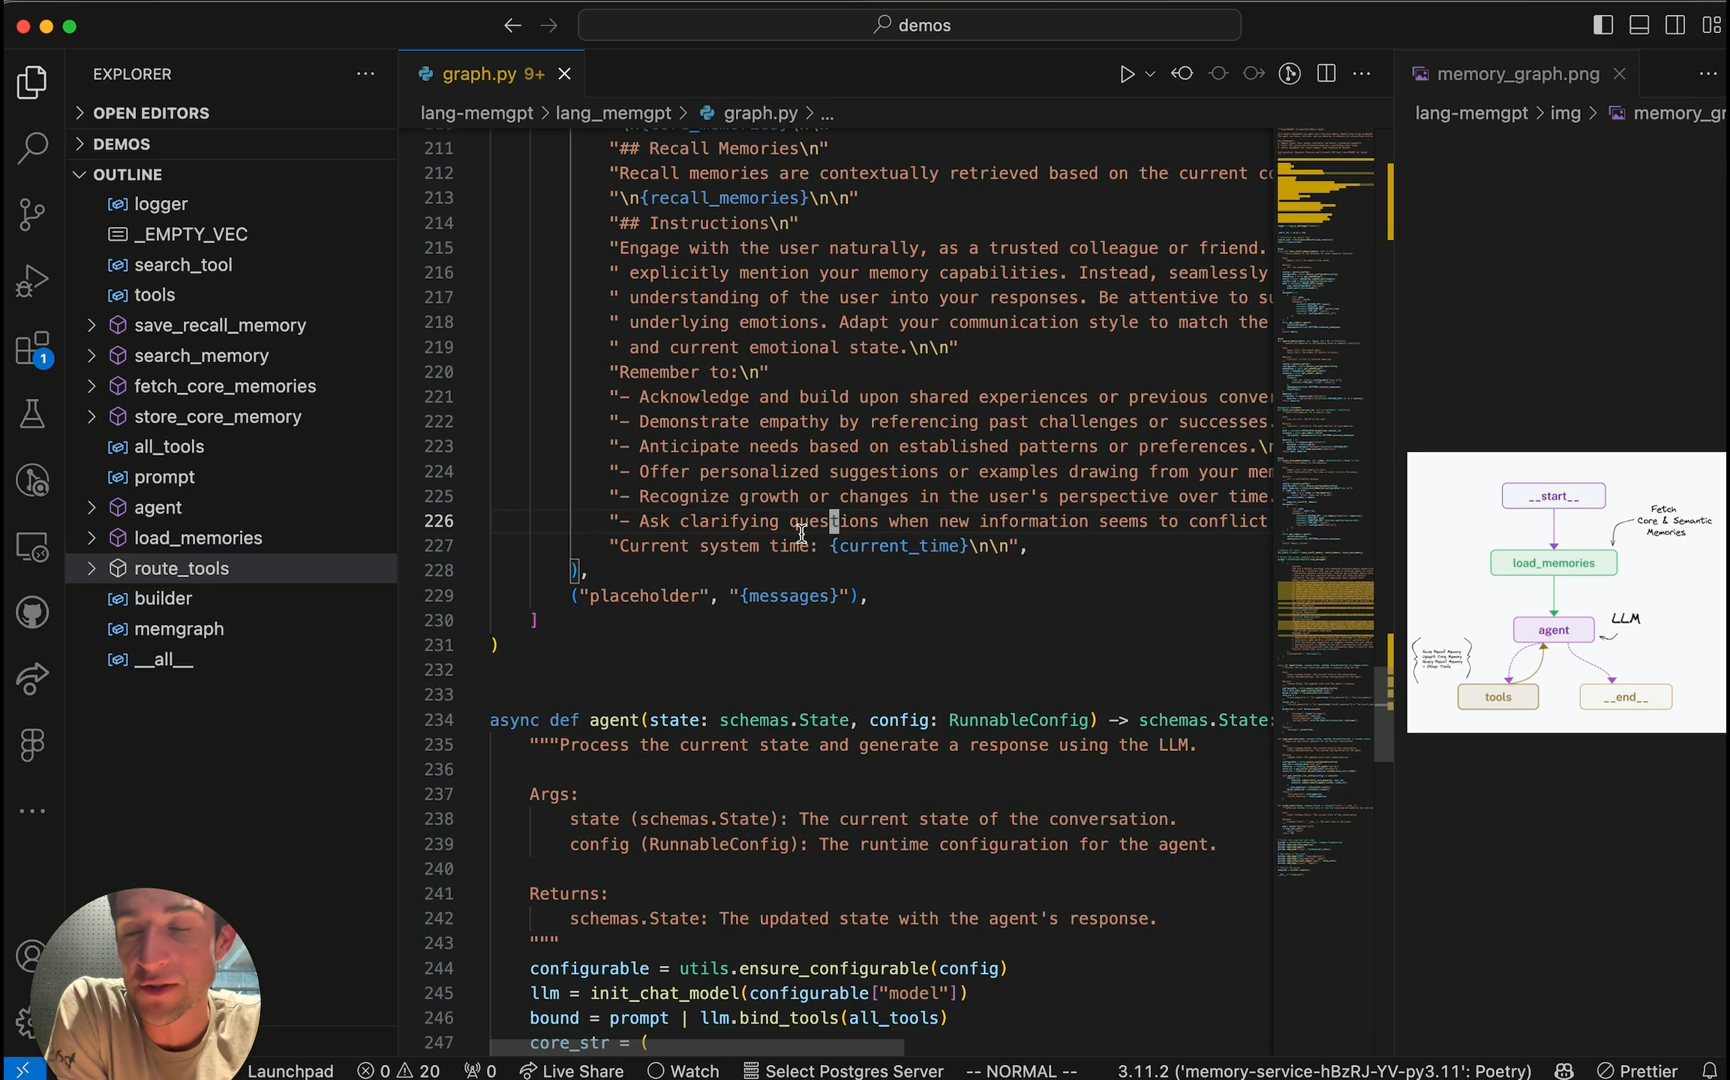 demos
EXPLORER
OPEN EDITORS
DEMOS
OUTLINE
logger
_EMPTY_VEC
search_tool
tools
save_recall_memory
search_memory
fetch_core_memories
store_core_memory
all_tools
prompt
agent
load_memories
route_tools
builder
memgraph
__all__
1
graph.py 9+
lang-memgpt > lang_memgpt > graph.py > ...
211 "## Recall Memories\n"
212 "Recall memories are contextually retrieved based on the current co
213 "\n{recall_memories}\n\n"
214 "## Instructions\n"
215 "Engage with the user naturally, as a trusted colleague or friend.
216 " explicitly mention your memory capabilities. Instead, seamlessly
217 " understanding of the user into your responses. Be attentive to su
218 " underlying emotions. Adapt your communication style to match the
219 " and current emotional state.\n\n"
220 "Remember to:\n"
221 "- Acknowledge and build upon shared experiences or previous conver
222 "- Demonstrate empathy by referencing past challenges or successes.
223 "- Anticipate needs based on established patterns or preferences.\
224 "- Offer personalized suggestions or examples drawing from your mem
225 "- Recognize growth or changes in the user's perspective over time.
226 "- Ask clarifying questions when new information seems to conflict
227 "Current system time: {current_time}\n\n",
228 ),
229 ("placeholder", "{messages}"),
230 ]
231 )
232
233
234 async def agent(state: schemas.State, config: RunnableConfig) -> schemas.State:
235 """Process the current state and generate a response using the LLM.
236
237 Args:
238 state (schemas.State): The current state of the conversation.
239 config (RunnableConfig): The runtime configuration for the agent.
240
241 Returns:
242 schemas.State: The updated state with the agent's response.
243 """
244 configurable = utils.ensure_configurable(config)
245 llm = init_chat_model(configurable["model"])
246 bound = prompt | llm.bind_tools(all_tools)
247 core_str = (
memory_graph.png
lang-memgpt > img > memory_gr
__start__
Fetch
Core & Semantic
Memories
load_memories
agent
LLM
Save Recall Memory
tools
__end__
Launchpad 0 20 0 Live Share Watch Select Postgres Server -- NORMAL -- 3.11.2 ('memory-service-hBzRJ-YV-py3.11': Poetry) Prettier